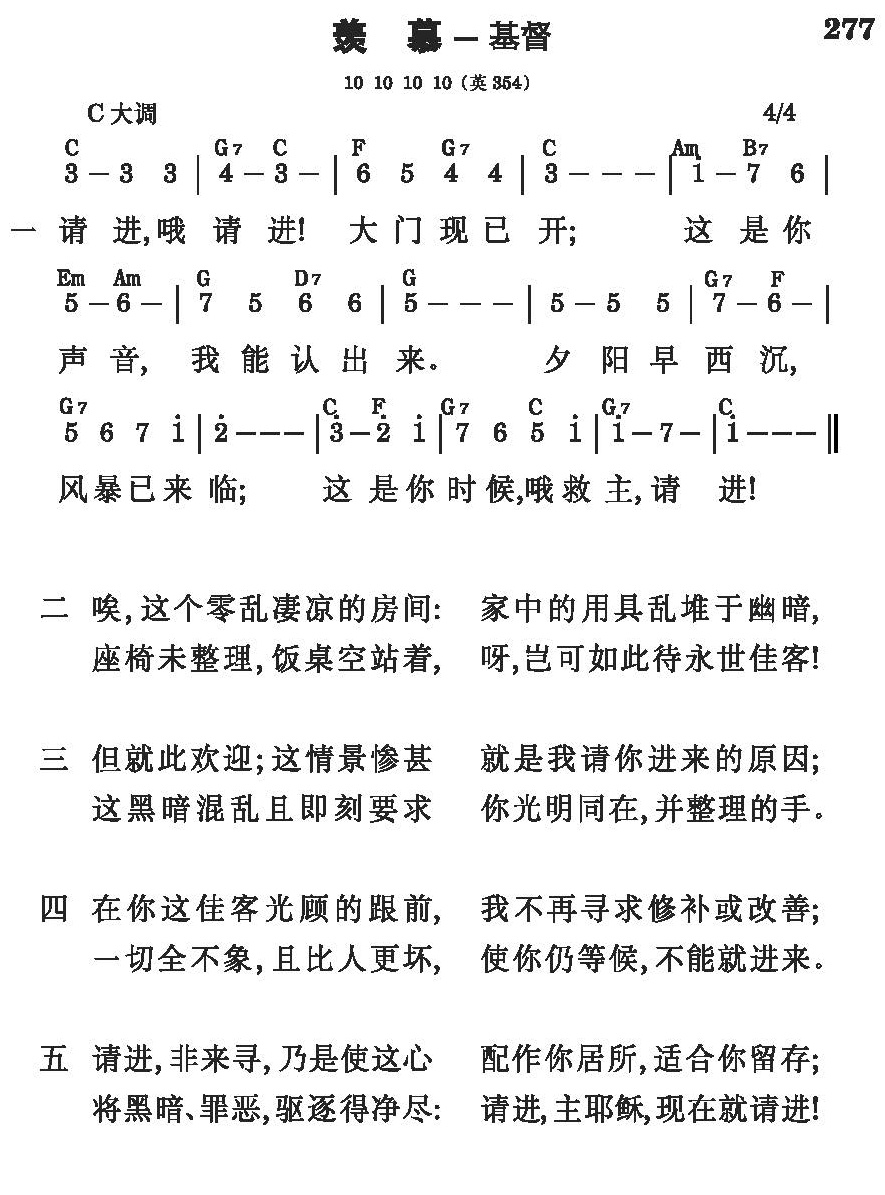 羡 慕 — 基督 277
10 10 10 10 (英 354)
C 大调 4/4
C G7 C F G7 C Am B7
3 – 3 3 | 4 – 3 – | 6 5 4 4 | 3 – – – | 1̇ – 7 6 |
一 请 进,哦 请 进! 大 门 现 已 开; 这 是 你
Em Am G D7 G G7 F
5 – 6 – | 7 5 6 6 | 5 – – – | 5 – 5 5 | 7 – 6 – |
声 音, 我 能 认 出 来。 夕 阳 早 西 沉,
G7 C F G7 C G7 C
5 6 7 1̇ | 2̇ – – – | 3̇ – 2̇ 1̇ | 7 6 5 1̇ | 1̇ – 7 – | 1̇ – – – ‖
风 暴 已 来 临; 这 是 你 时 候,哦 救 主, 请 进!
二 唉,这个零乱凄凉的房间: 家中的用具乱堆于幽暗,
座椅未整理,饭桌空站着, 呀,岂可如此待永世佳客!
三 但就此欢迎;这情景惨甚 就是我请你进来的原因;
这黑暗混乱且即刻要求 你光明同在,并整理的手。
四 在你这佳客光顾的跟前, 我不再寻求修补或改善;
一切全不象,且比人更坏, 使你仍等候,不能就进来。
五 请进,非来寻,乃是使这心 配作你居所,适合你留存;
将黑暗、罪恶,驱逐得净尽: 请进,主耶稣,现在就请进!